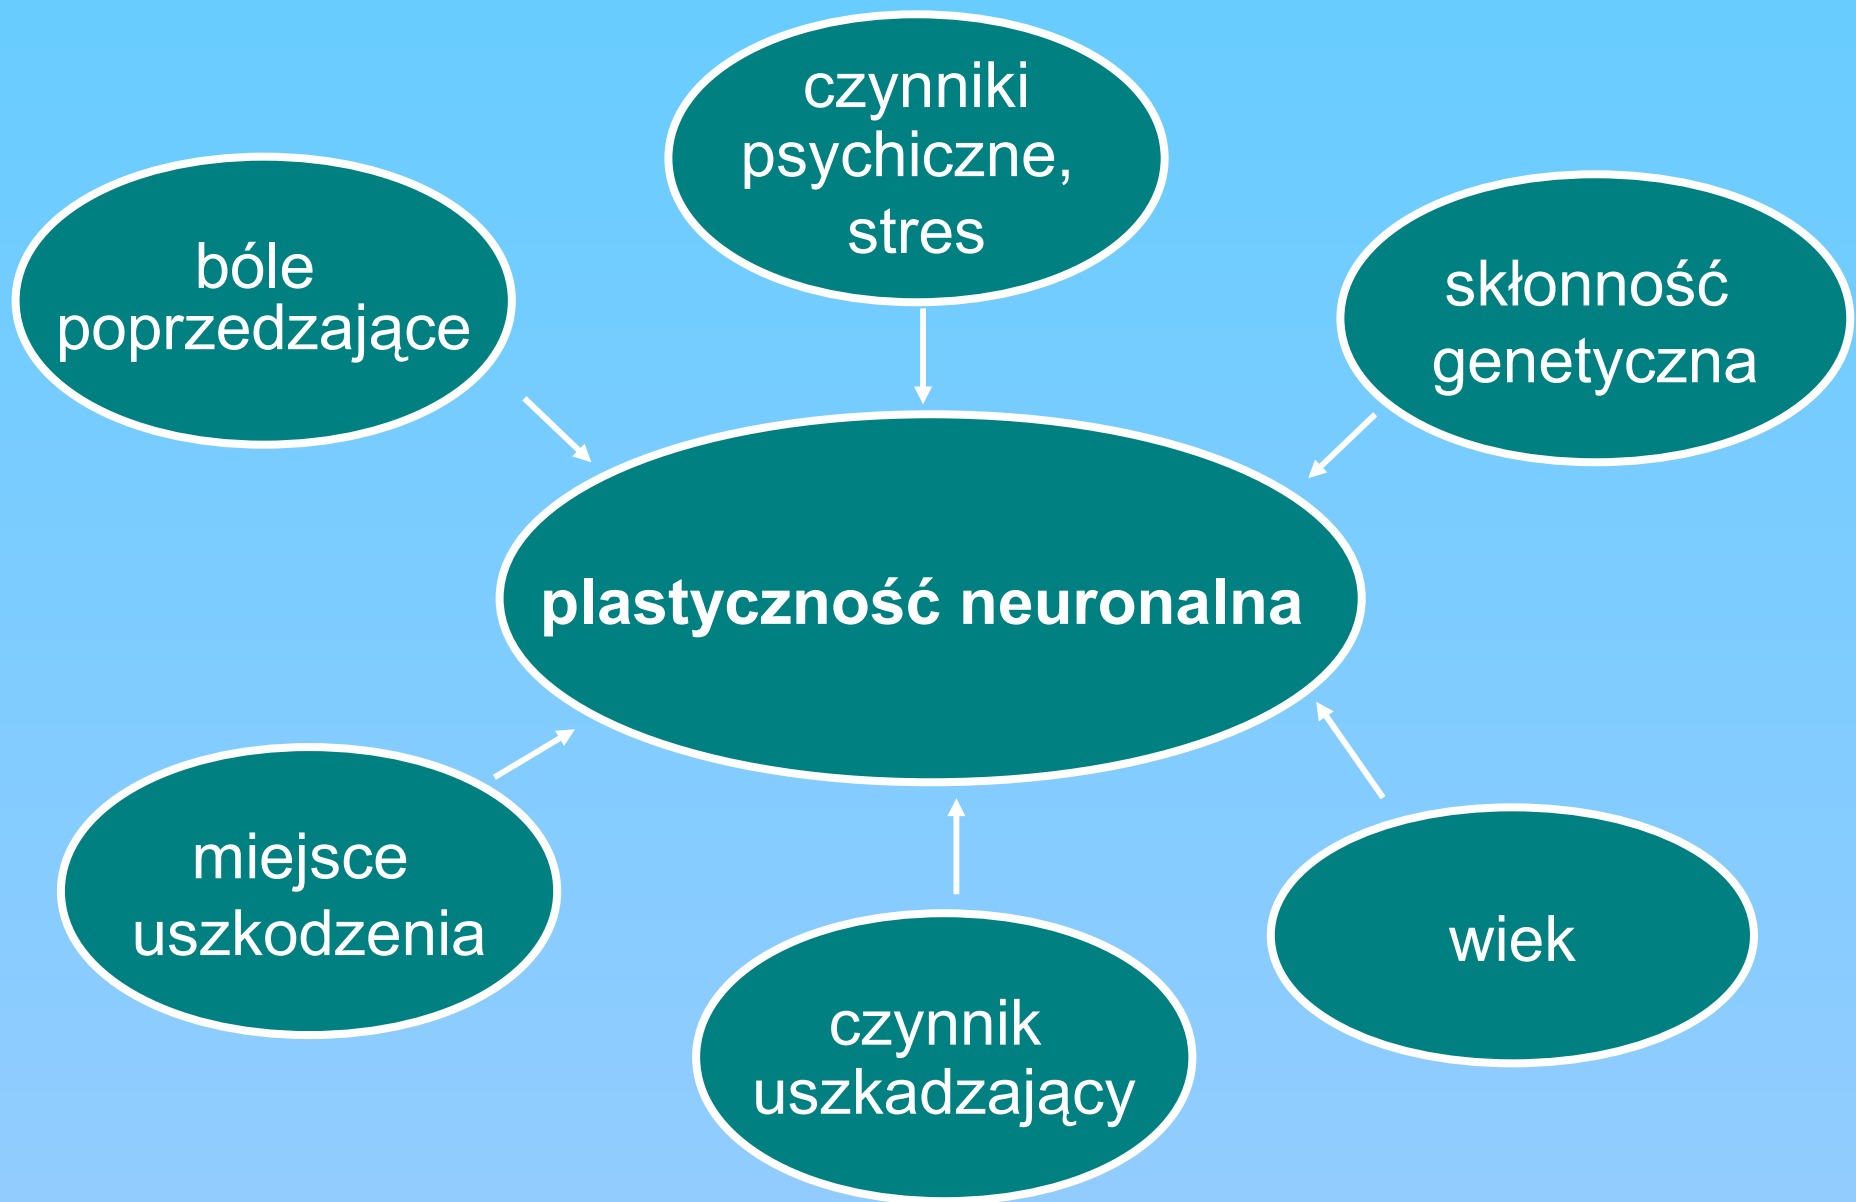 czynniki
psychiczne,
stres
bóle
poprzedzające
skłonność
genetyczna
plastyczność neuronalna
miejsce
uszkodzenia
wiek
czynnik
uszkadzający